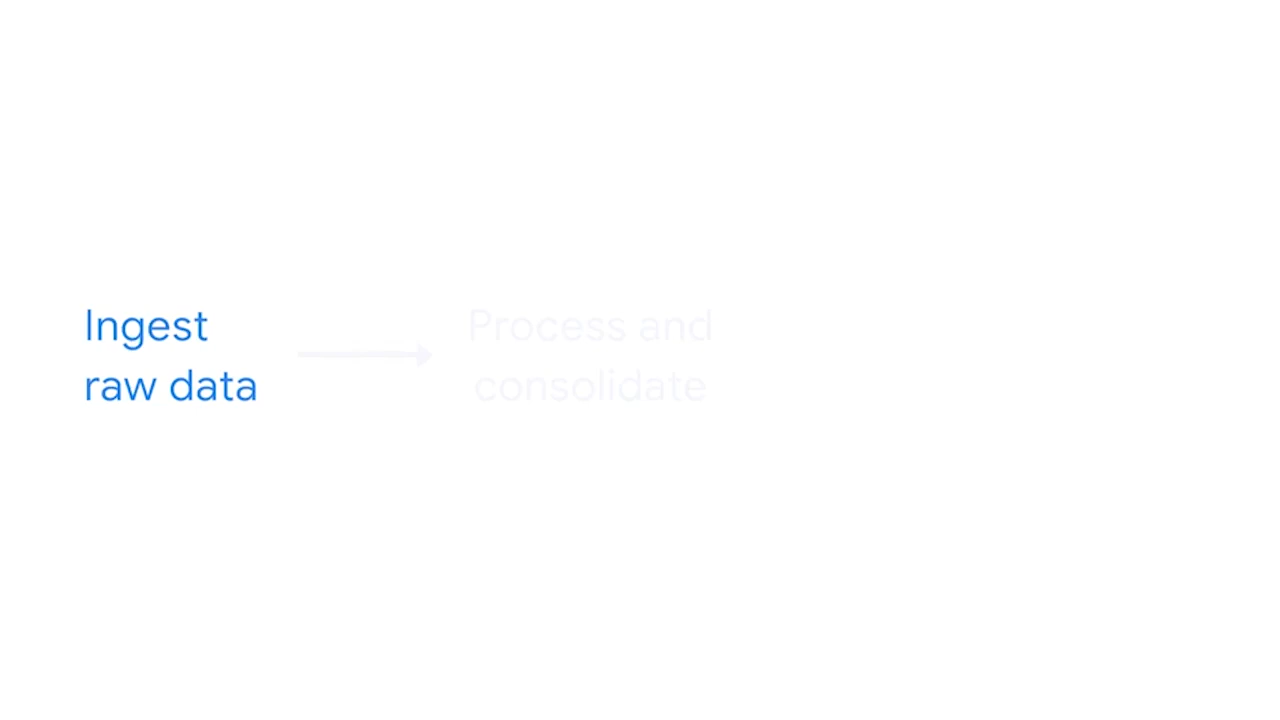 Ingest
raw data
Process and
consolidate